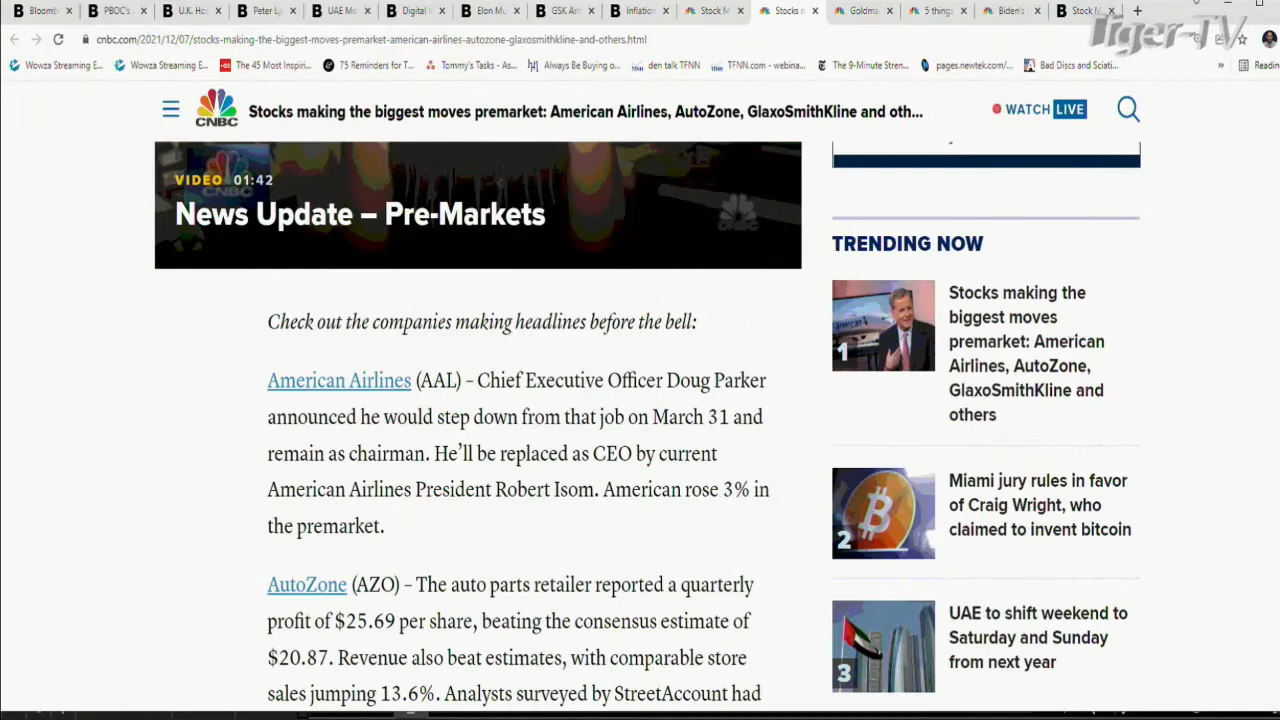 Bloomb
PBOC's
U.K. Ho
Peter Ly
UAE Mo
Digital
Elon Mu
GSK Am
Inflation
Stock M
Stocks
Goldma
5 things
Biden's
Stock M
Tiger-TV
cnbc.com/2021/12/07/stocks-making-the-biggest-moves-premarket-american-airlines-autozone-glaxosmithkline-and-others.html
Wowza Streaming E...
Wowza Streaming E...
The 45 Most Inspiri...
75 Reminders for T...
Tommy's Tasks - As...
Always Be Buying o...
den talk TFNN
TFNN.com - webina...
The 9-Minute Stren...
pages.newtek.com/...
Bad Discs and Sciati...
»
Readin
CNBC
Stocks making the biggest moves premarket: American Airlines, AutoZone, GlaxoSmithKline and oth...
WATCH LIVE
VIDEO 01:42
News Update – Pre-Markets
Check out the companies making headlines before the bell:
American Airlines (AAL) – Chief Executive Officer Doug Parker
announced he would step down from that job on March 31 and
remain as chairman. He'll be replaced as CEO by current
American Airlines President Robert Isom. American rose 3% in
the premarket.
AutoZone (AZO) – The auto parts retailer reported a quarterly
profit of $25.69 per share, beating the consensus estimate of
$20.87. Revenue also beat estimates, with comparable store
sales jumping 13.6%. Analysts surveyed by StreetAccount had
TRENDING NOW
1
Stocks making the
biggest moves
premarket: American
Airlines, AutoZone,
GlaxoSmithKline and
others
2
Miami jury rules in favor
of Craig Wright, who
claimed to invent bitcoin
3
UAE to shift weekend to
Saturday and Sunday
from next year